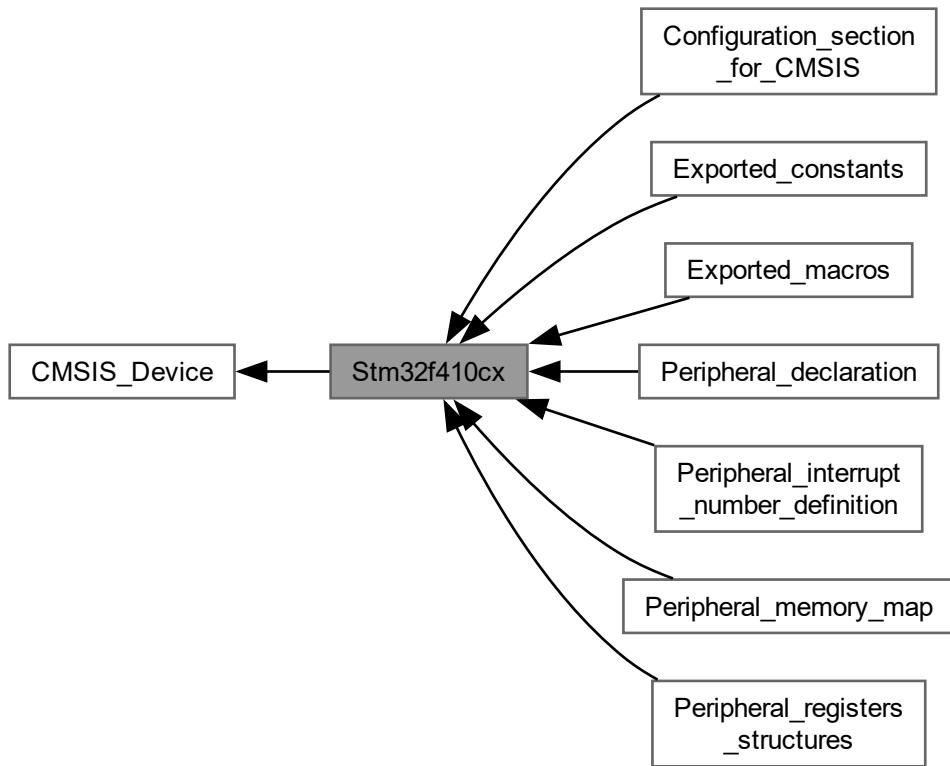 Configuration_section
_for_CMSIS
Exported_constants
Exported_macros
CMSIS_Device
Stm32f410cx
Peripheral_declaration
Peripheral_interrupt
_number_definition
Peripheral_memory_map
Peripheral_registers
_structures